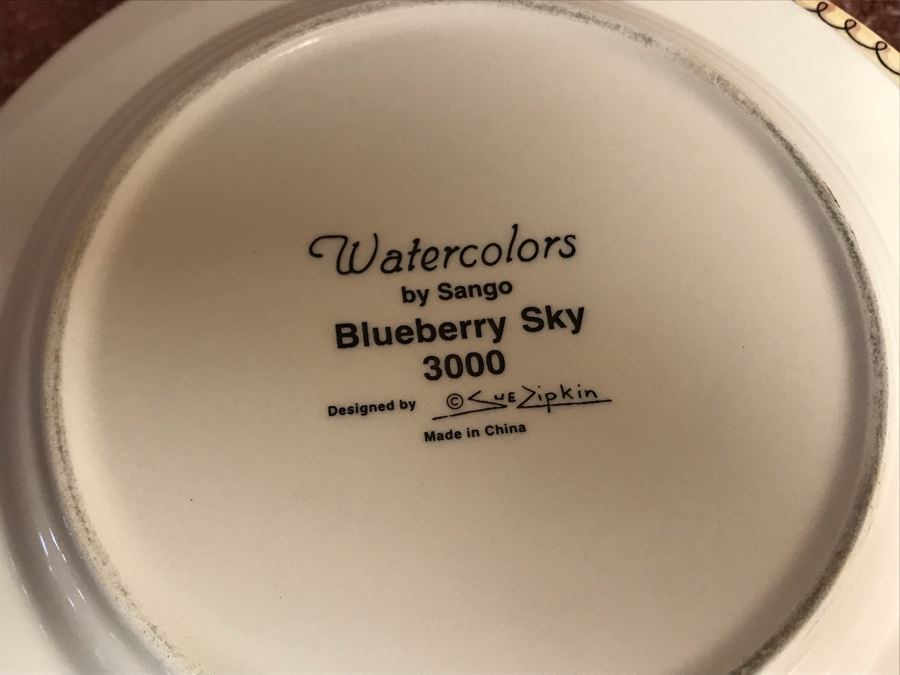 Watercolors
by Sango
Blueberry Sky
3000
Designed by © Sue Zipkin
Made in China